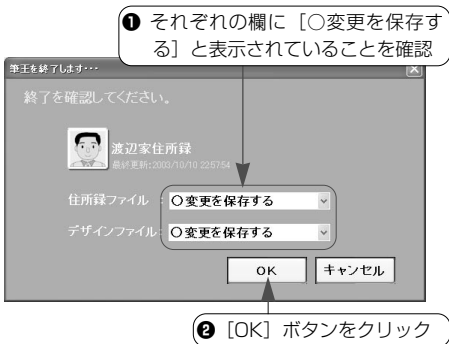 ❶ それぞれの欄に［○変更を保存す
る］と表示されていることを確認
筆王を終了します･･･
終了を確認してください。
渡辺家住所録
最終更新:2003/10/10 22:57:54
住所録ファイル : ○変更を保存する
デザインファイル: ○変更を保存する
OK キャンセル
❷［OK］ボタンをクリック